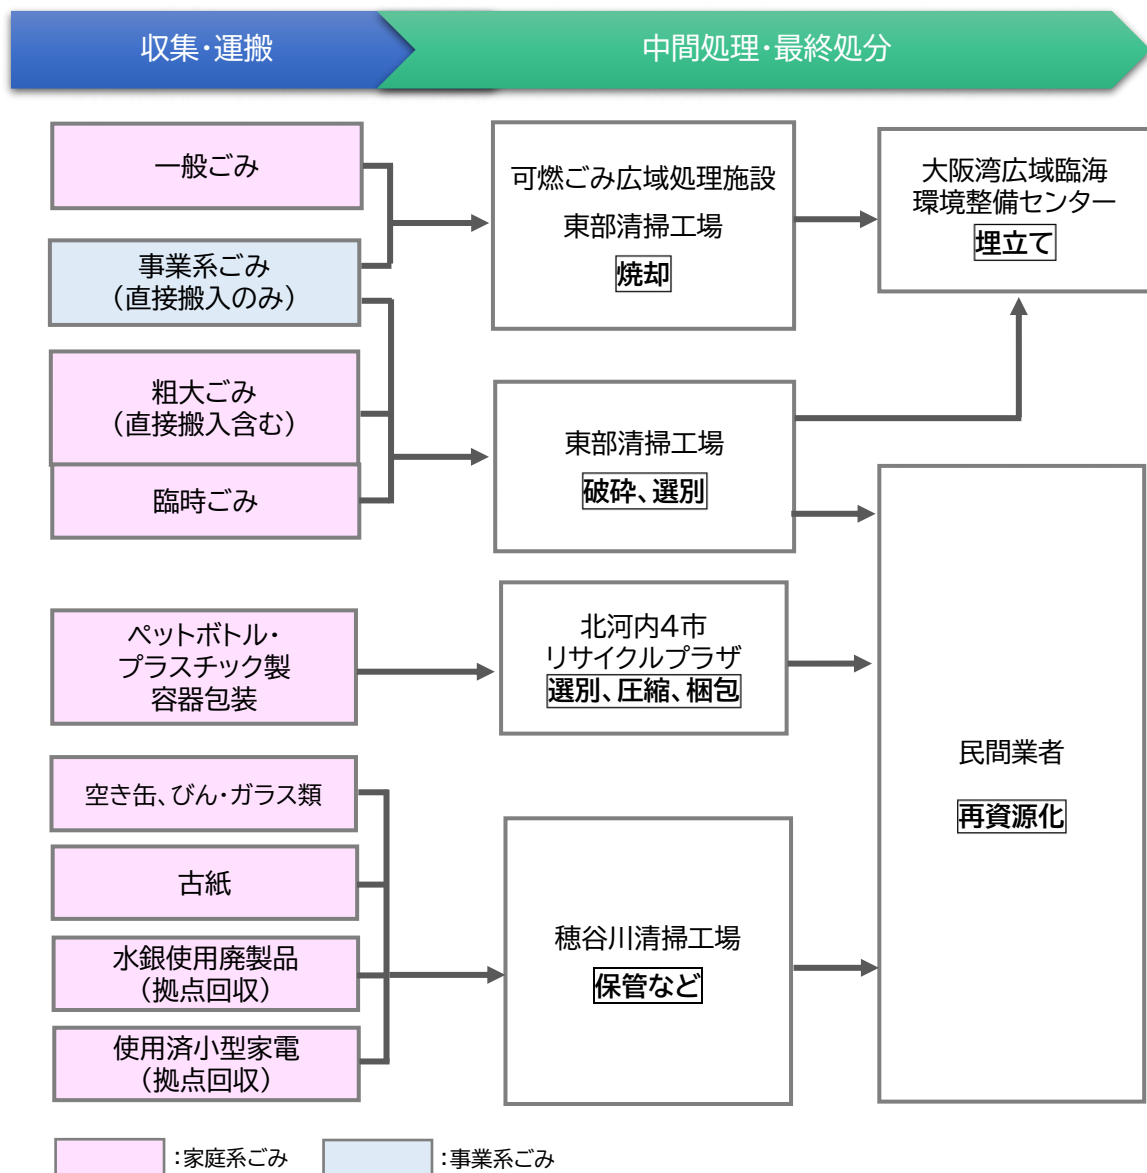 収集・運搬
中間処理・最終処分
一般ごみ
事業系ごみ
（直接搬入のみ）
粗大ごみ
（直接搬入含む）
臨時ごみ
ペットボトル・
プラスチック製
容器包装
空き缶、びん・ガラス類
古紙
水銀使用廃製品
（拠点回収）
使用済小型家電
（拠点回収）
可燃ごみ広域処理施設
東部清掃工場
焼却
東部清掃工場
破砕、選別
北河内4市
リサイクルプラザ
選別、圧縮、梱包
穂谷川清掃工場
保管など
大阪湾広域臨海
環境整備センター
埋立て
民間業者
再資源化
：家庭系ごみ
：事業系ごみ